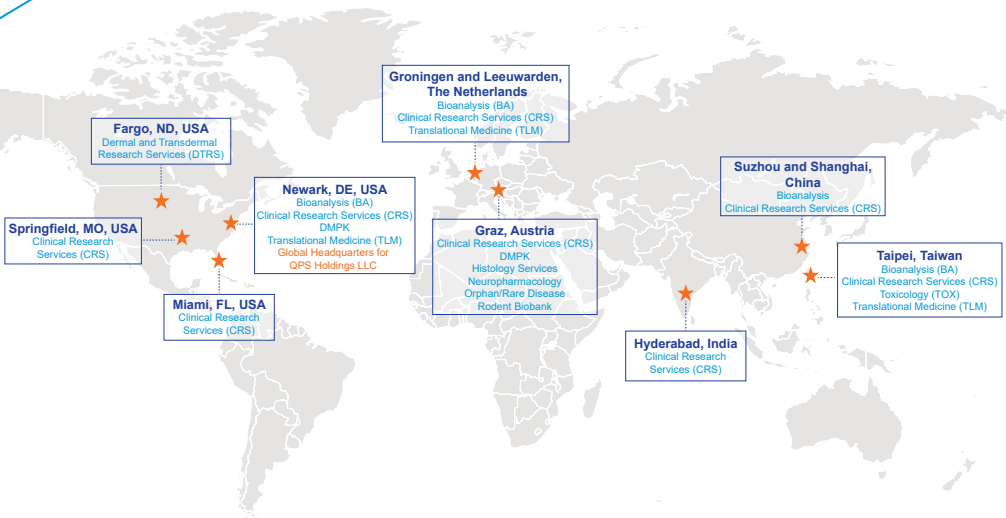 Groningen and Leeuwarden,
The Netherlands
Bioanalysis (BA)
Clinical Research Services (CRS)
Translational Medicine (TLM)
Fargo, ND, USA
Dermal and Transdermal
Research Services (DTRS)
Newark, DE, USA
Bioanalysis (BA)
Clinical Research Services (CRS)
DMPK
Translational Medicine (TLM)
Global Headquarters for
QPS Holdings LLC
Springfield, MO, USA
Clinical Research
Services (CRS)
Miami, FL, USA
Clinical Research
Services (CRS)
Graz, Austria
Clinical Research Services (CRS)
DMPK
Histology Services
Neuropharmacology
Orphan/Rare Disease
Rodent Biobank
Suzhou and Shanghai,
China
Bioanalysis
Clinical Research Services (CRS)
Taipei, Taiwan
Bioanalysis (BA)
Clinical Research Services (CRS)
Toxicology (TOX)
Translational Medicine (TLM)
Hyderabad, India
Clinical Research
Services (CRS)